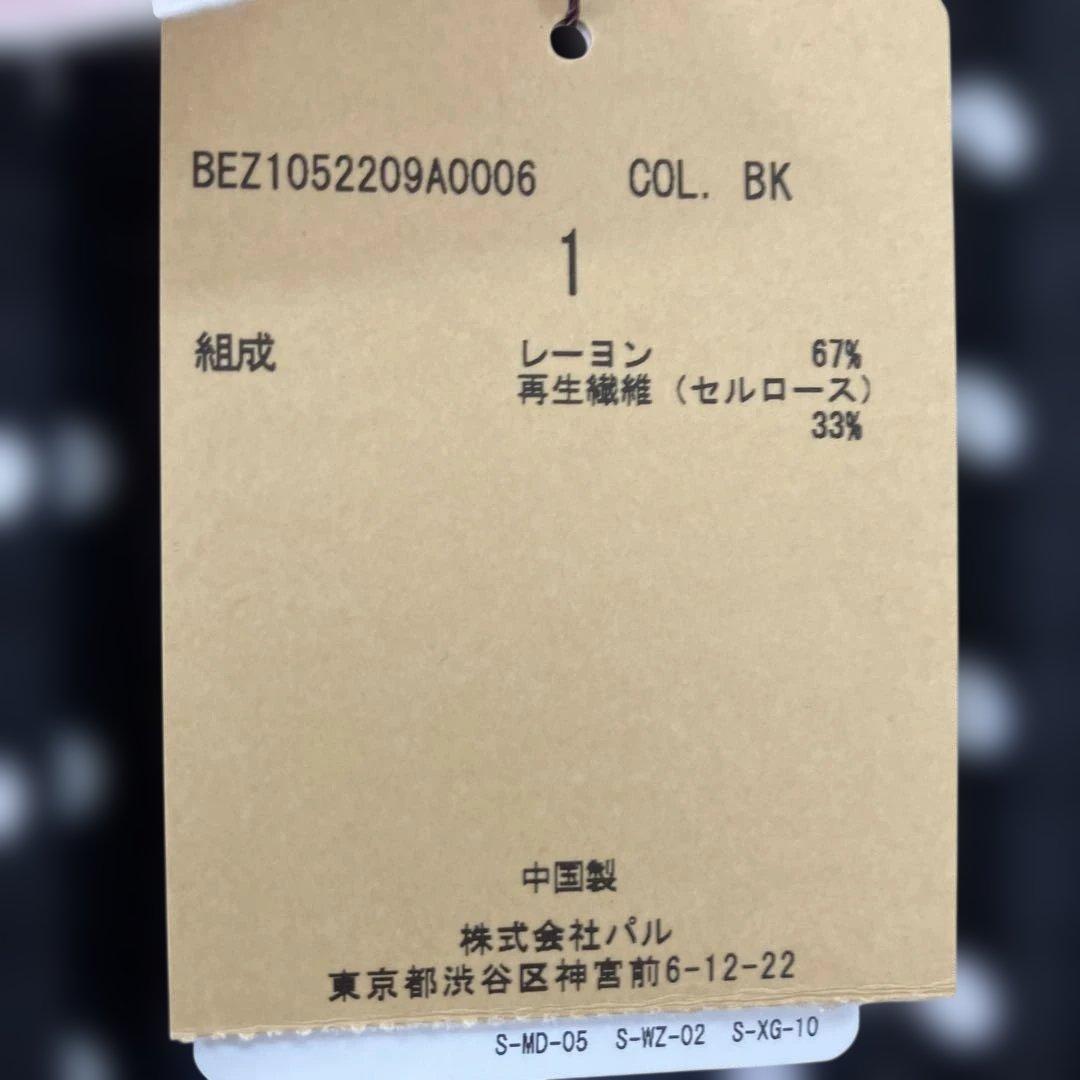 BEZ1052209A0006 COL. BK
1
組成 レーヨン 67%
再生繊維 (セルロース)
33%
中国製
株式会社パル
東京都渋谷区神宮前6-12-22
S-MD-05 S-WZ-02 S-XG-10